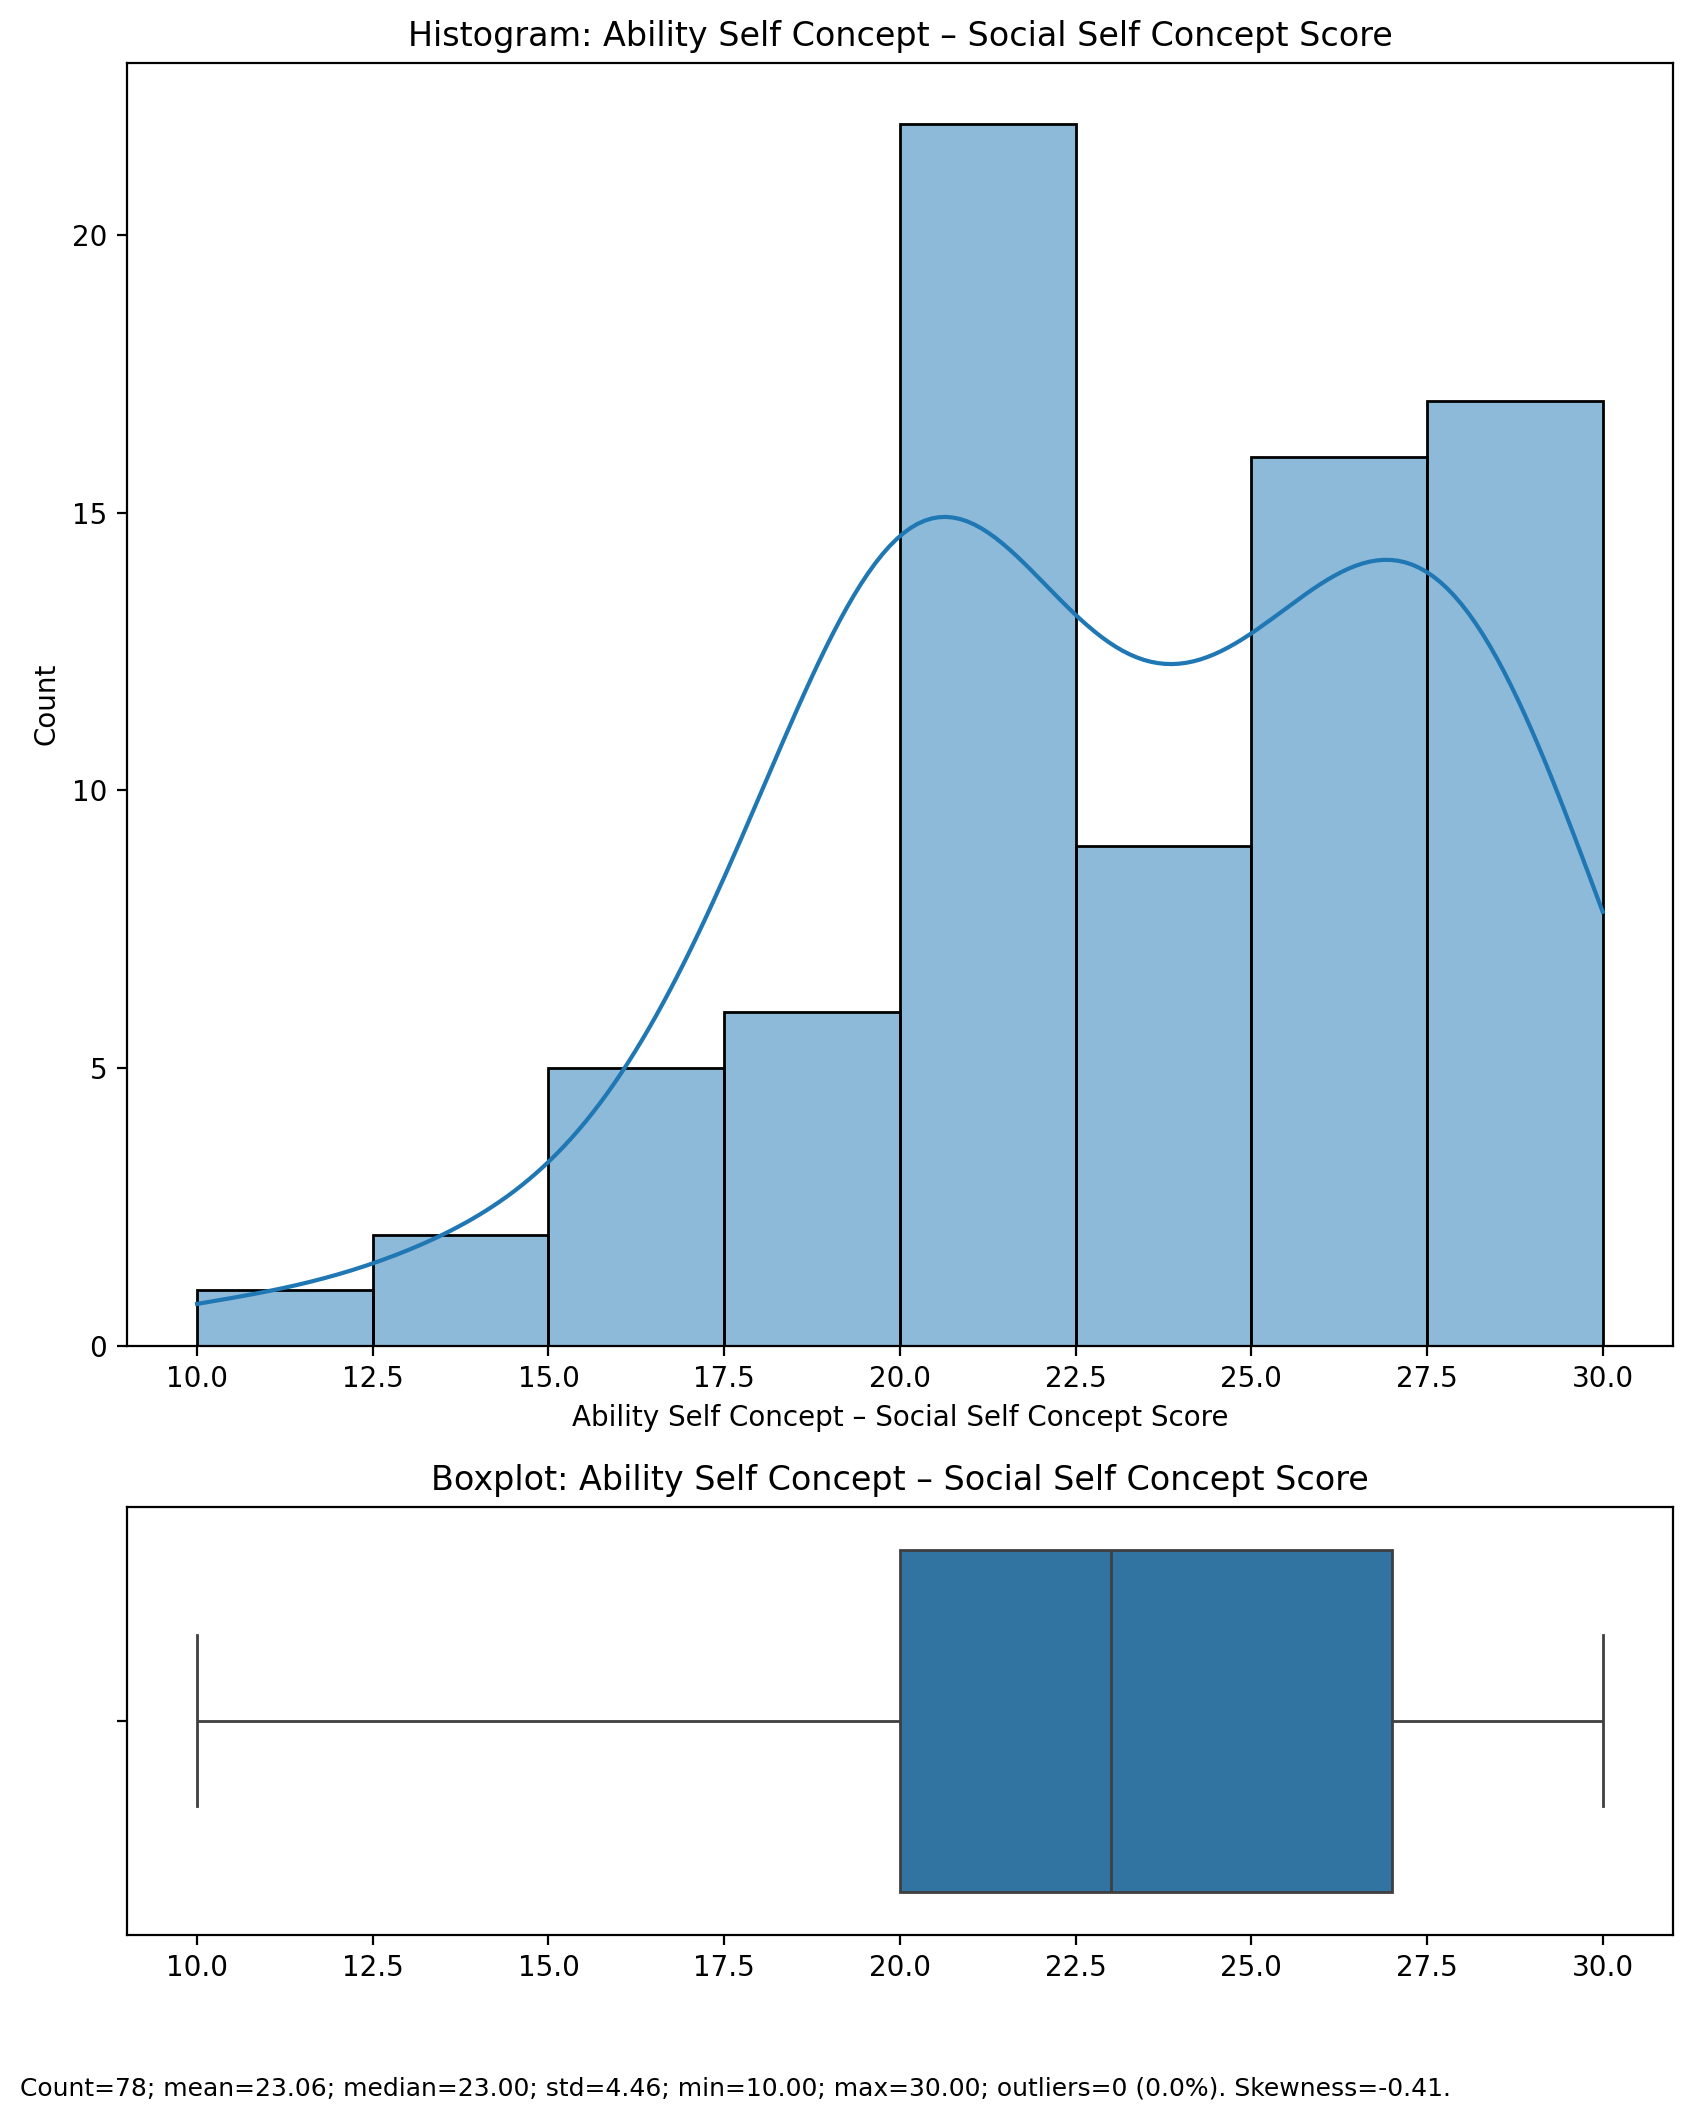 Histogram: Ability Self Concept – Social Self Concept Score
Count
20
15
10
5
0
10.0 12.5 15.0 17.5 20.0 22.5 25.0 27.5 30.0
Ability Self Concept – Social Self Concept Score
Boxplot: Ability Self Concept – Social Self Concept Score
10.0 12.5 15.0 17.5 20.0 22.5 25.0 27.5 30.0
Count=78; mean=23.06; median=23.00; std=4.46; min=10.00; max=30.00; outliers=0 (0.0%). Skewness=-0.41.